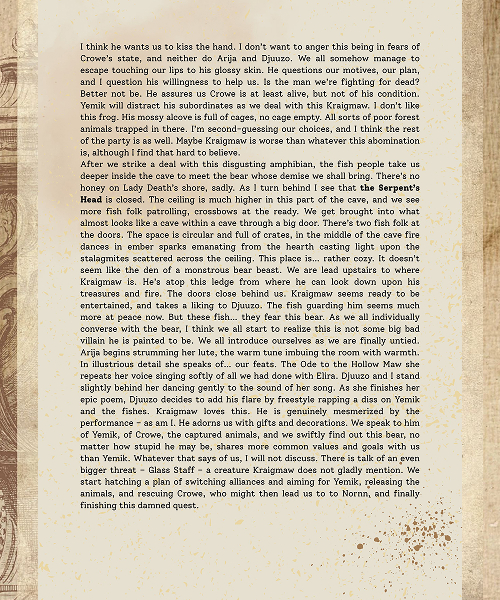 I think he wants us to kiss the hand. I don't want to anger this being in fears of
Crowe's state, and neither do Arija and Djuuzo. We all somehow manage to
escape touching our lips to his glossy skin. He questions our motives, our plan,
and I question his willingness to help us. Is the man we're fighting for dead?
Better not be. He assures us Crowe is at least alive, but not of his condition.
Yemik will distract his subordinates as we deal with this Kraigmaw. I don't like
this frog. His mossy alcove is full of cages, no cage empty. All sorts of poor forest
animals trapped in there. I'm second-guessing our choices, and I think the rest
of the party is as well. Maybe Kraigmaw is worse than whatever this abomination
is, although I find that hard to believe.
After we strike a deal with this disgusting amphibian, the fish people take us
deeper inside the cave to meet the bear whose demise we shall bring. There's no
honey on Lady Death's shore, sadly. As I turn behind I see that the Serpent's
Head is closed. The ceiling is much higher in this part of the cave, and we see
more fish folk patrolling, crossbows at the ready. We get brought into what
almost looks like a cave within a cave through a big door. There's two fish folk at
the doors. The space is circular and full of crates, in the middle of the cave fire
dances in ember sparks emanating from the hearth casting light upon the
stalagmites scattered across the ceiling. This place is... rather cozy. It doesn't
seem like the den of a monstrous bear beast. We are lead upstairs to where
Kraigmaw is. He's stop this ledge from where he can look down upon his
treasures and fire. The doors close behind us. Kraigmaw seems ready to be
entertained, and takes a liking to Djuuzo. The fish guarding him seems much
more at peace now. But these fish... they fear this bear. As we all individually
converse with the bear, I think we all start to realize this is not some big bad
villain he is painted to be. We all introduce ourselves as we are finally untied.
Arija begins strumming her lute, the warm tune imbuing the room with warmth.
In illustrious detail she speaks of... our feats. The Ode to the Hollow Maw she
repeats her voice singing softly of all we had done with Elira. Djuuzo and I stand
slightly behind her dancing gently to the sound of her song. As she finishes her
epic poem, Djuuzo decides to add his flare by freestyle rapping a diss on Yemik
and the fishes. Kraigmaw loves this. He is genuinely mesmerized by the
performance – as am I. He adorns us with gifts and decorations. We speak to him
of Yemik, of Crowe, the captured animals, and we swiftly find out this bear, no
matter how stupid he may be, shares more common values and goals with us
than Yemik. Whatever that says of us, I will not discuss. There is talk of an even
bigger threat – Glass Staff – a creature Kraigmaw does not gladly mention. We
start hatching a plan of switching alliances and aiming for Yemik, releasing the
animals, and rescuing Crowe, who might then lead us to to Nornn, and finally
finishing this damned quest.